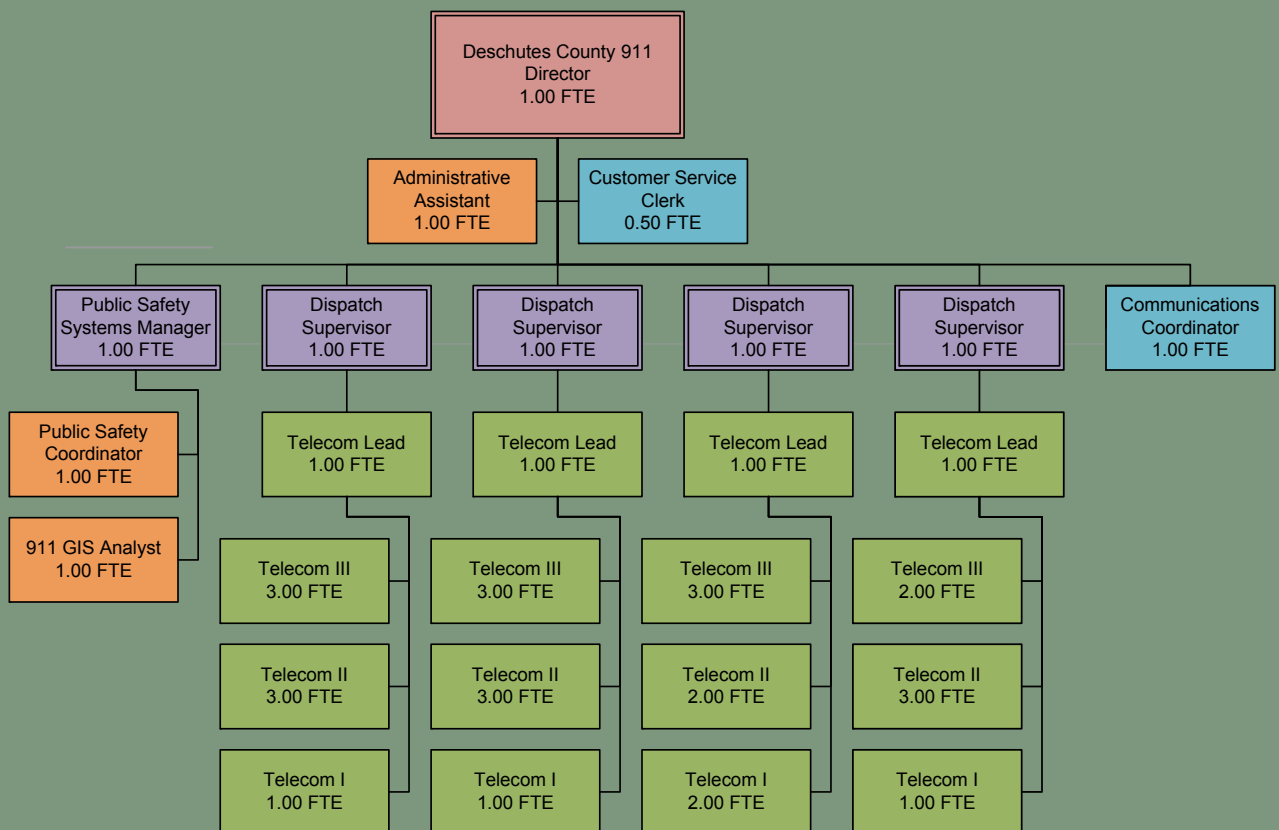 Deschutes County 911
Director
1.00 FTE
Administrative
Assistant
1.00 FTE
Customer Service
Clerk
0.50 FTE
Public Safety
Systems Manager
1.00 FTE
Dispatch
Supervisor
1.00 FTE
Dispatch
Supervisor
1.00 FTE
Dispatch
Supervisor
1.00 FTE
Dispatch
Supervisor
1.00 FTE
Communications
Coordinator
1.00 FTE
Public Safety
Coordinator
1.00 FTE
911 GIS Analyst
1.00 FTE
Telecom Lead
1.00 FTE
Telecom III
3.00 FTE
Telecom II
3.00 FTE
Telecom I
1.00 FTE
Telecom Lead
1.00 FTE
Telecom III
3.00 FTE
Telecom II
3.00 FTE
Telecom I
1.00 FTE
Telecom Lead
1.00 FTE
Telecom III
3.00 FTE
Telecom II
2.00 FTE
Telecom I
2.00 FTE
Telecom Lead
1.00 FTE
Telecom III
2.00 FTE
Telecom II
3.00 FTE
Telecom I
1.00 FTE